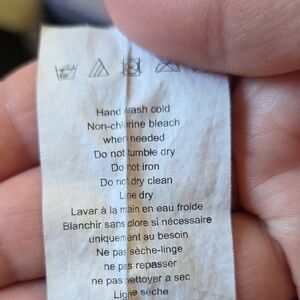 Hand wash cold
Non-chlorine bleach
when needed
Do not tumble dry
Do not iron
Do not dry clean
Line dry
Lavar à la main en eau froide
Blanchir sans clore si nécessaire
uniquement au besoin
Ne pas sèche-linge
ne pas repasser
ne pas nettoyer a sec
Ligne sèche